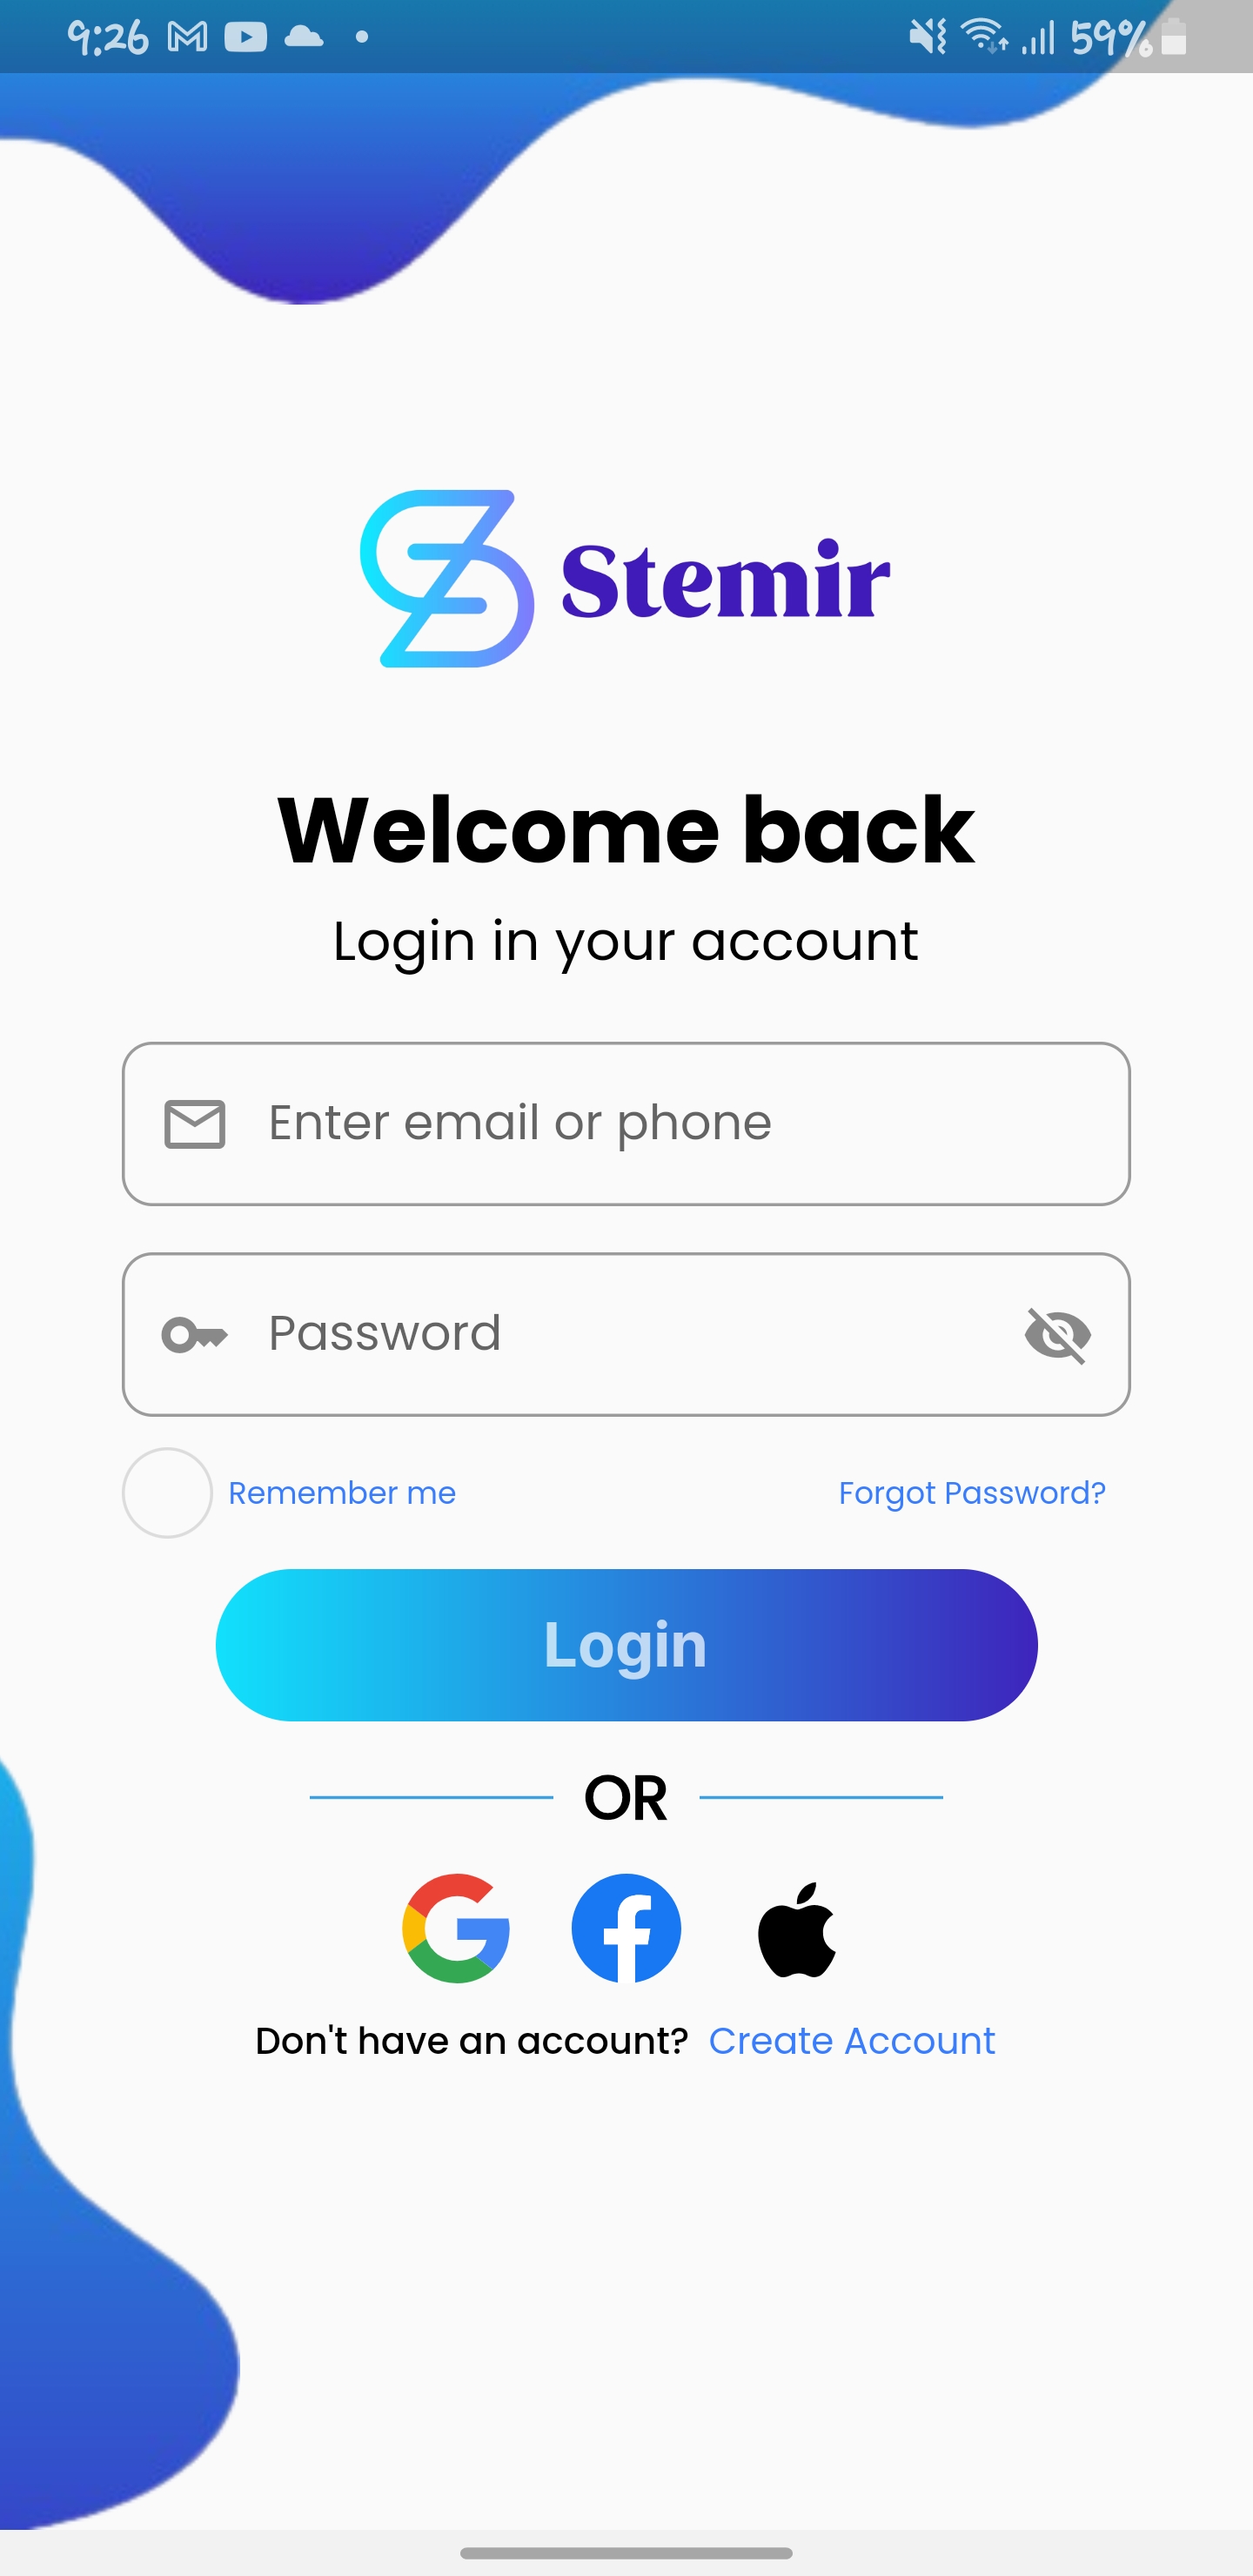 9:26 59%
Stemir
Welcome back
Login in your account
Enter email or phone
Password
Remember me Forgot Password?
Login
OR
Don't have an account? Create Account